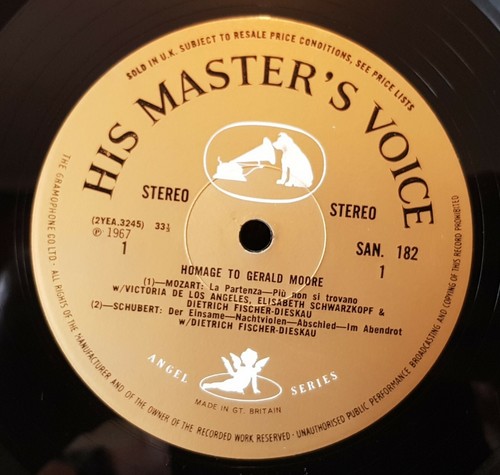 SOLD IN U.K. SUBJECT TO RESALE PRICE CONDITIONS, SEE PRICE LISTS
HIS MASTER'S VOICE
STEREO
STEREO
(2YEA.3245) 33⅓
℗ 1967
1
SAN. 182
1
HOMAGE TO GERALD MOORE
(1)—MOZART: La Partenza—Più non si trovano
w/VICTORIA DE LOS ANGELES, ELISABETH SCHWARZKOPF &
DIETRICH FISCHER-DIESKAU
(2)—SCHUBERT: Der Einsame—Nachtviolen—Abschied—Im Abendrot
w/DIETRICH FISCHER-DIESKAU
ANGEL SERIES
MADE IN GT. BRITAIN
THE GRAMOPHONE CO. LTD · ALL RIGHTS OF THE MANUFACTURER AND OF THE OWNER OF THE RECORDED WORK RESERVED · UNAUTHORISED PUBLIC PERFORMANCE BROADCASTING AND COPYING OF THIS RECORD PROHIBITED